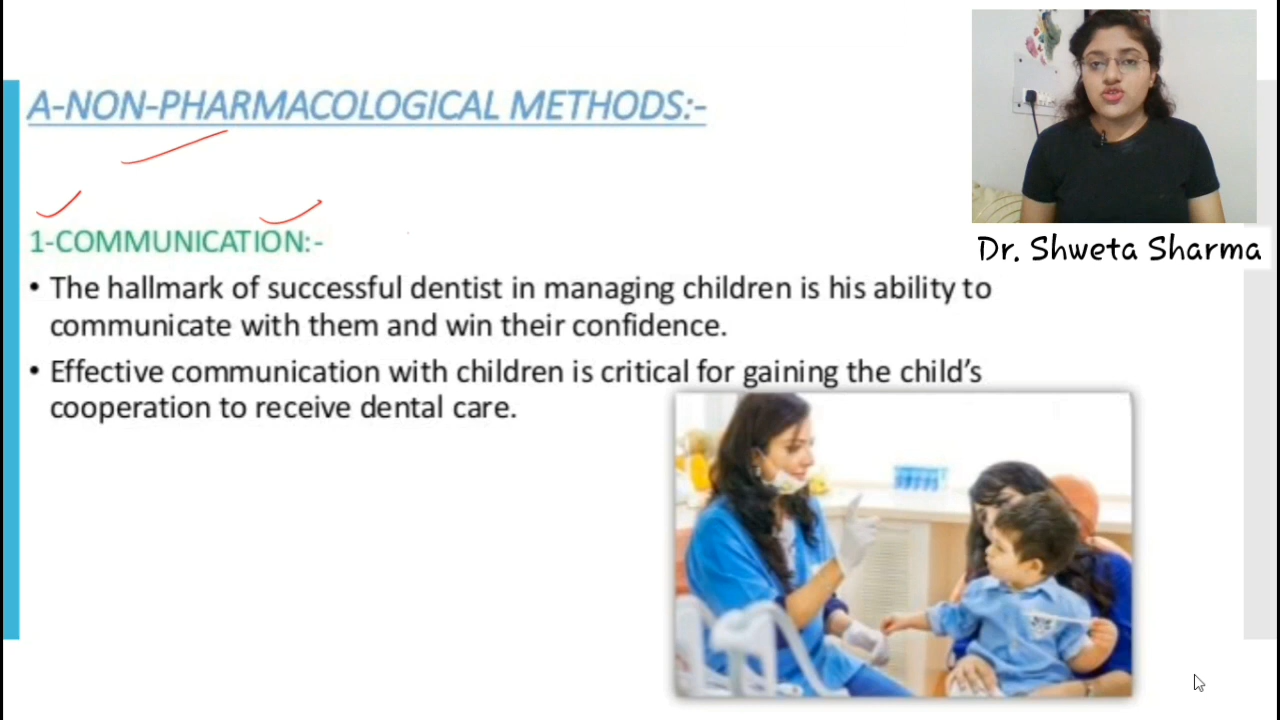 A-NON-PHARMACOLOGICAL METHODS:-
Dr. Shweta Sharma
1-COMMUNICATION:-
• The hallmark of successful dentist in managing children is his ability to
communicate with them and win their confidence.
• Effective communication with children is critical for gaining the child's
cooperation to receive dental care.